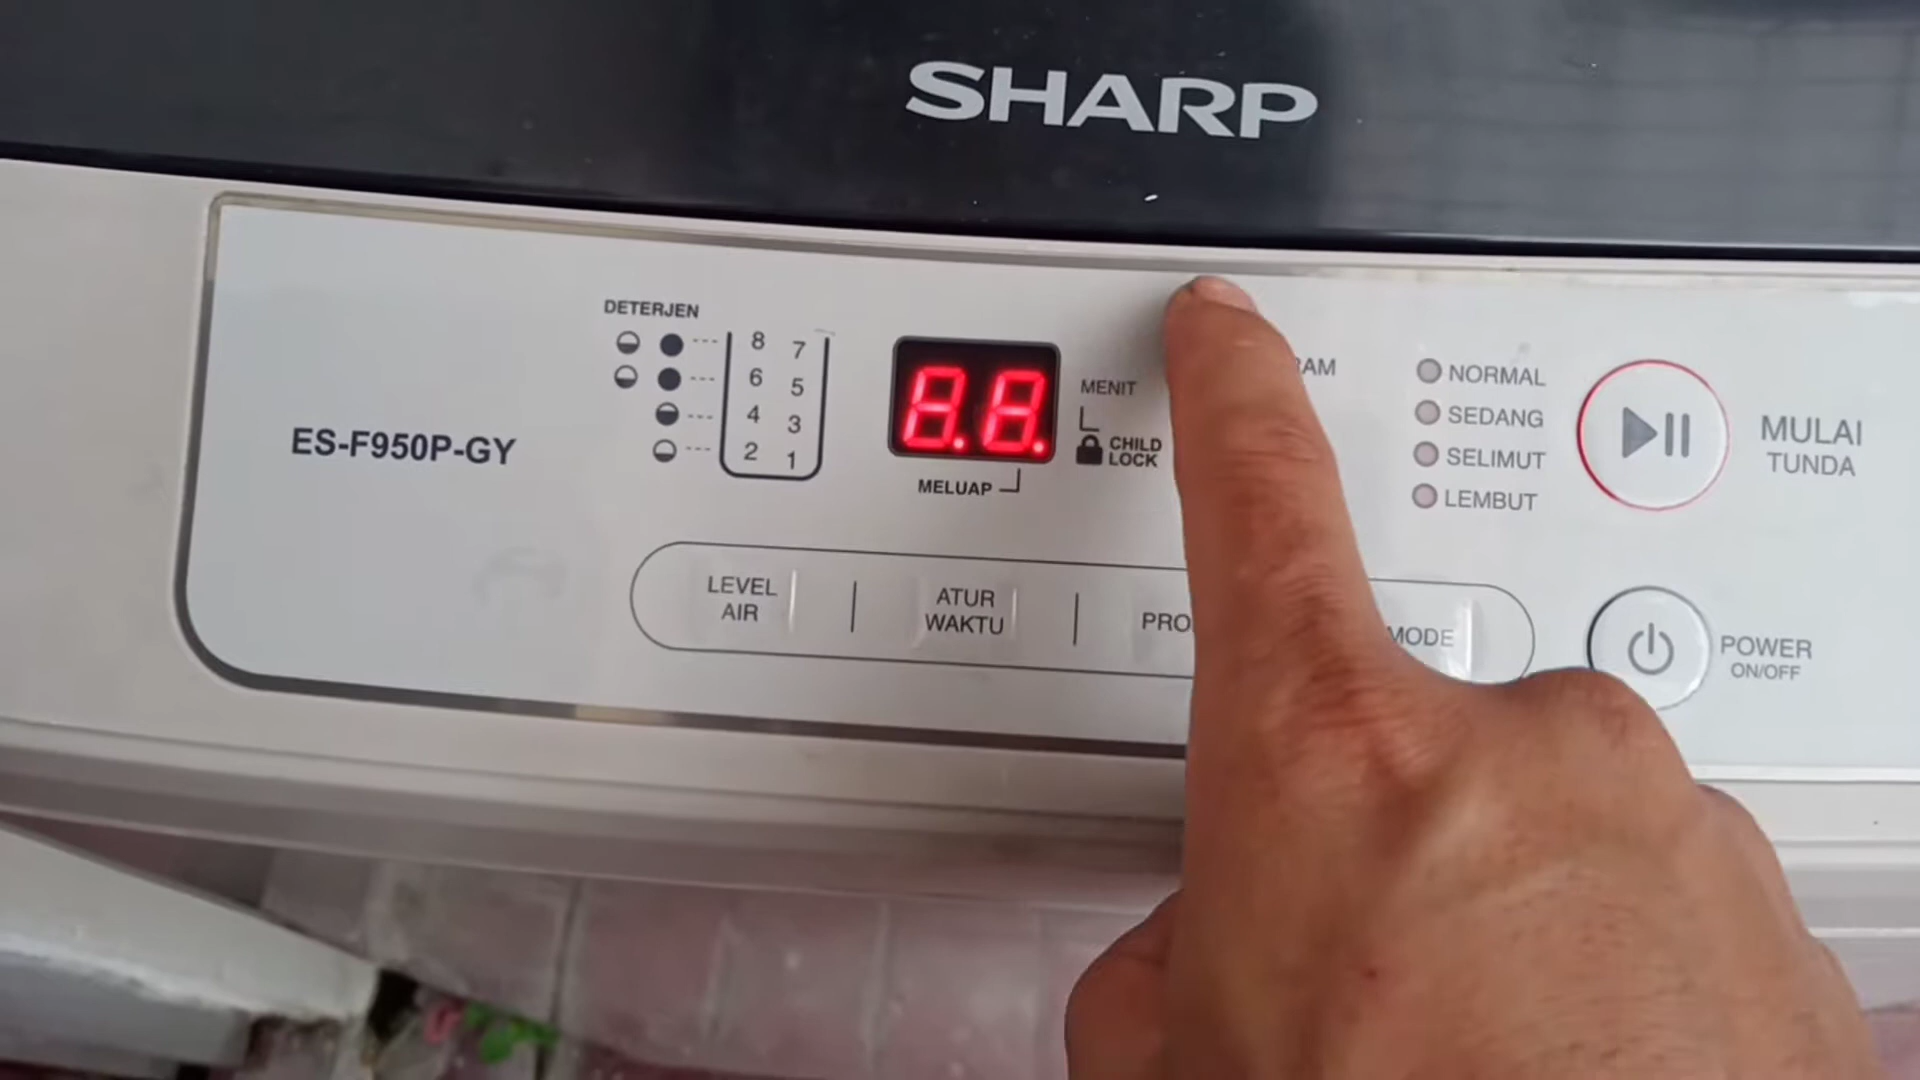 SHARP
DETERJEN
8 7
6 5
4 3
2 1
8.8.
MENIT
CHILD
LOCK
MELUAP
ES-F950P-GY
NORMAL
SEDANG
SELIMUT
LEMBUT
MULAI
TUNDA
LEVEL
AIR
ATUR
WAKTU
MODE
POWER
ON/OFF